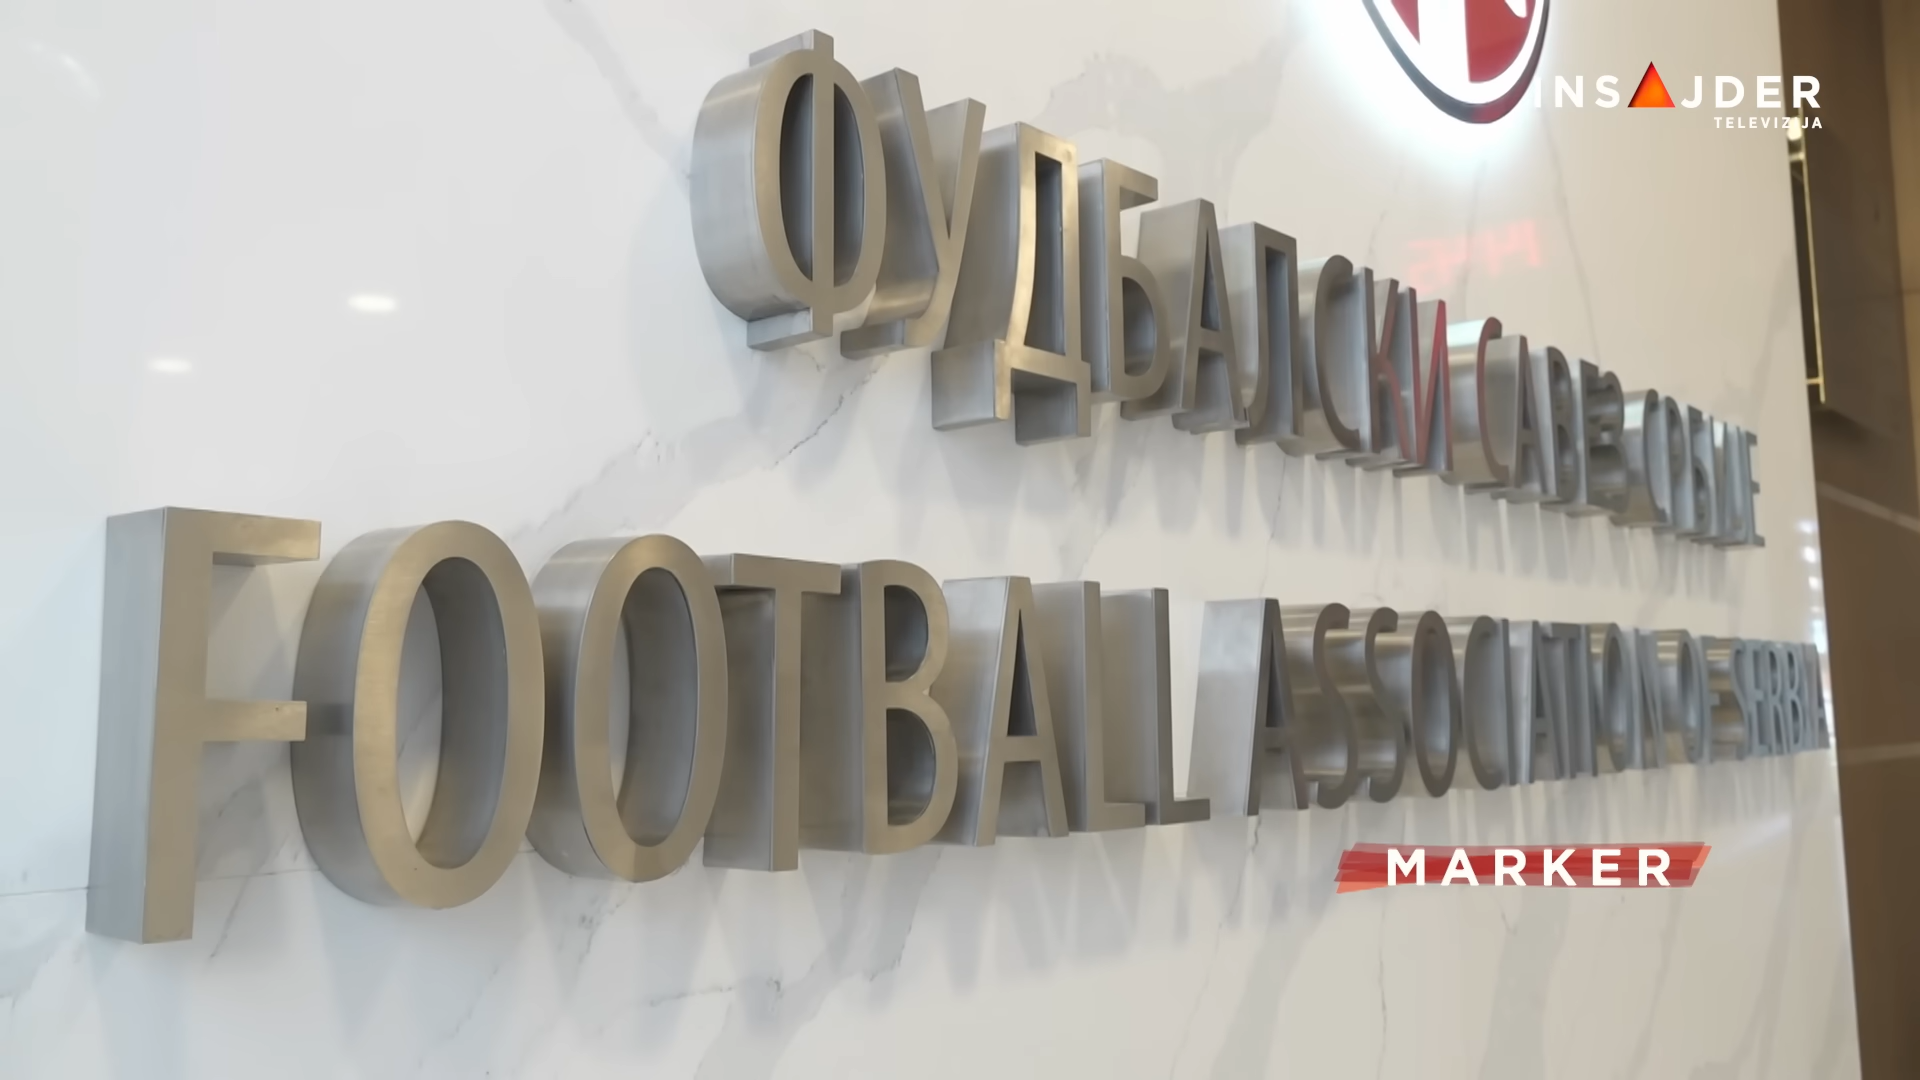 ФУДБАЛСКИ САВЕЗ СРБИЈЕ
FOOTBALL ASSOCIATION OF SERBIA
INSAJDER
TELEVIZIJA
MARKER